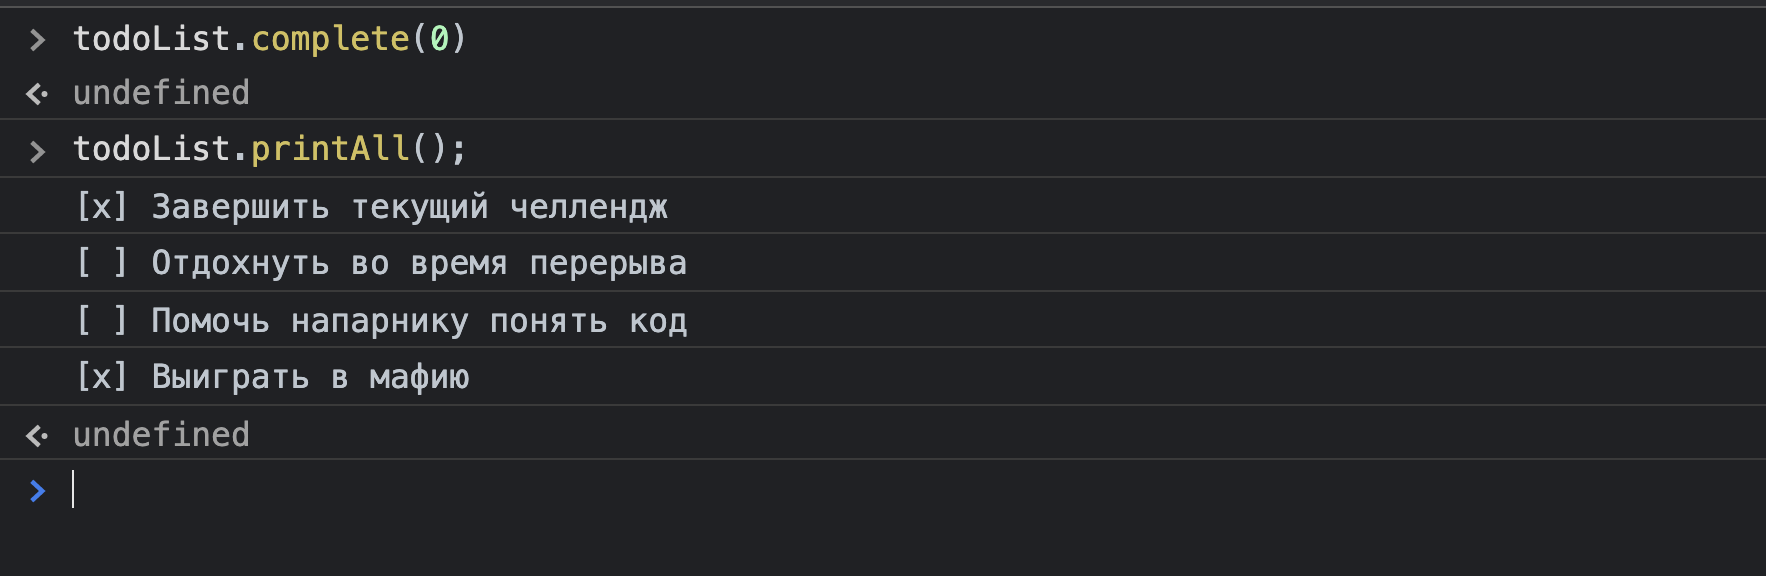 > todoList.complete(0)
undefined
> todoList.printAll();
[x] Завершить текущий челлендж
[ ] Отдохнуть во время перерыва
[ ] Помочь напарнику понять код
[x] Выиграть в мафию
undefined
>